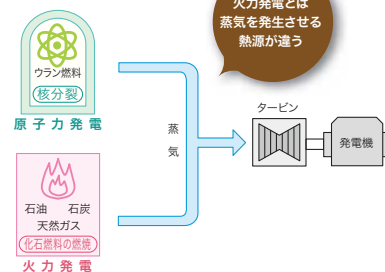 火力発電とは
蒸気を発生させる
熱源が違う
ウラン燃料
核分裂
原子力発電
蒸気
タービン
発電機
石油 石炭
天然ガス
化石燃料の燃焼
火力発電